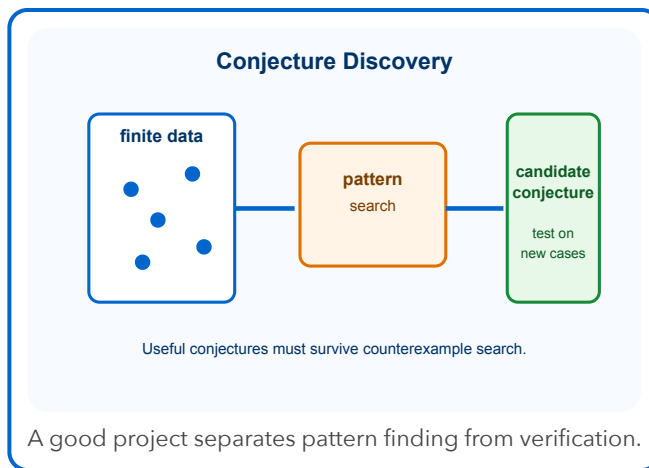 Conjecture Discovery
finite data
pattern
search
candidate
conjecture
test on
new cases
Useful conjectures must survive counterexample search.
A good project separates pattern finding from verification.